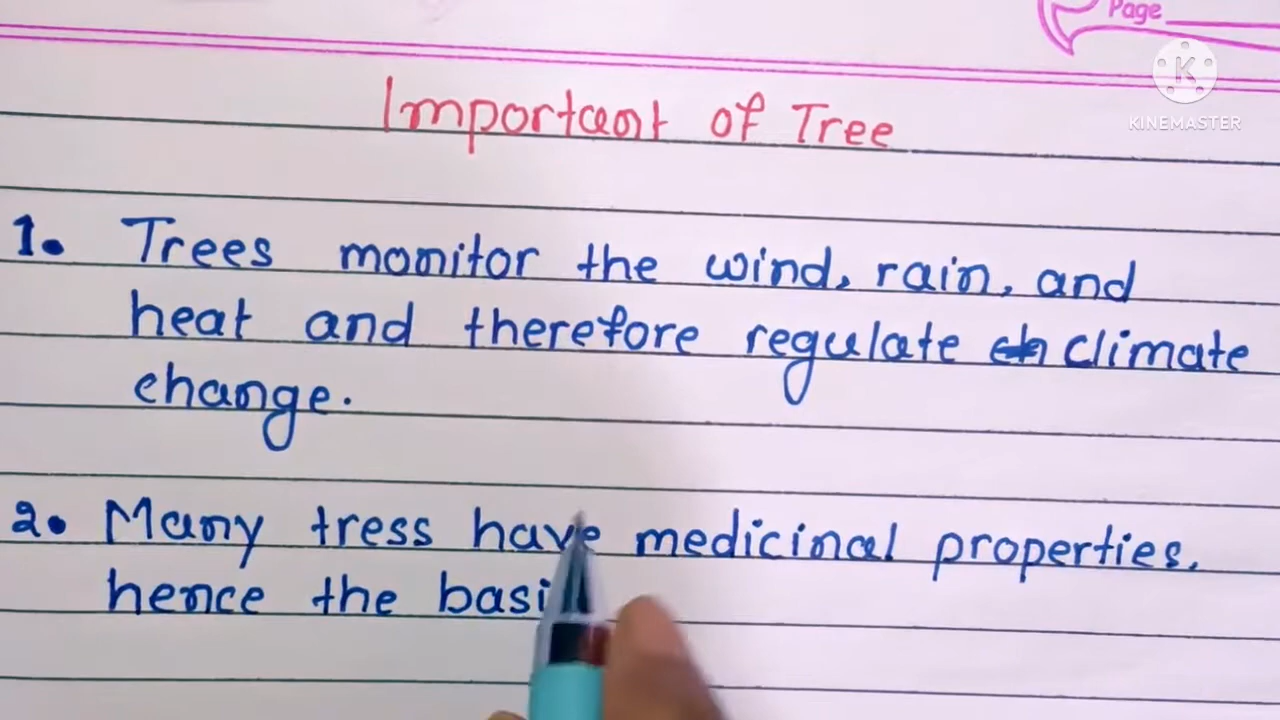 Page
KINEMASTER
Important of Tree
1. Trees monitor the wind, rain, and
heat and therefore regulate climate
change.
2. Many tress have medicinal properties,
hence the basi